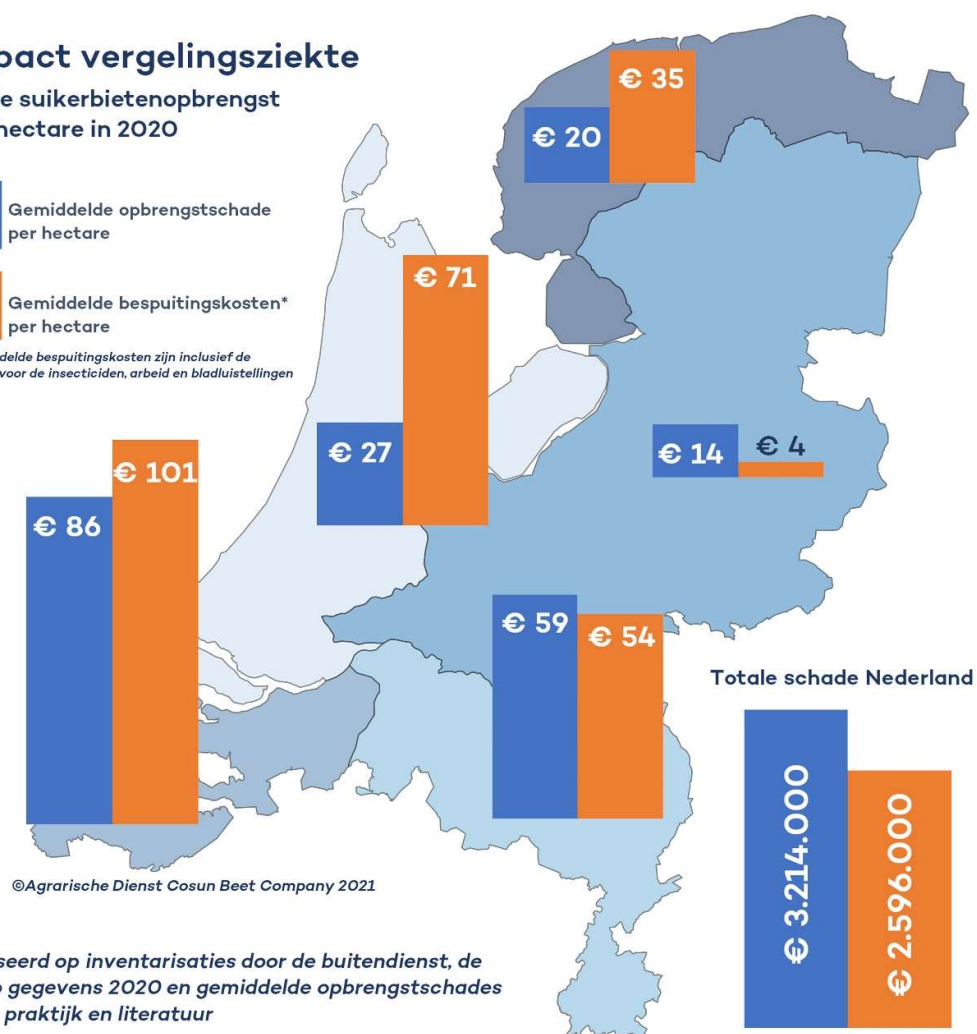 pact vergelingsziekte
e suikerbietenopbrengst
hectare in 2020
Gemiddelde opbrengstschade
per hectare
Gemiddelde bespuitingskosten*
per hectare
delde bespuitingskosten zijn inclusief de
voor de insecticiden, arbeid en bladluistellingen
€ 20
€ 35
€ 27
€ 71
€ 14
€ 4
€ 86
€ 101
€ 59
€ 54
Totale schade Nederland
€ 3.214.000
€ 2.596.000
©Agrarische Dienst Cosun Beet Company 2021
seerd op inventarisaties door de buitendienst, de
gegevens 2020 en gemiddelde opbrengstschades
praktijk en literatuur